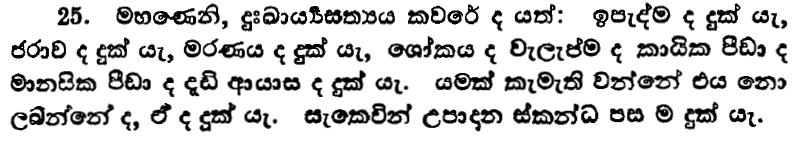 25. මහණෙනි, දුඃඛාර්‍ය්‍යසත්‍යය කවරේ ද යත්: ඉපැද්ම ද දුක් යැ,
ජරාව ද දුක් යැ, මරණය ද දුක් යැ, ශෝකය ද වැලැප්ම ද කායික පීඩා ද
මානසික පීඩා ද දැඩි ආයාස ද දුක් යැ. යමක් කැමැති වන්නේ එය නො
ලබන්නේ ද, ඒ ද දුක් යැ. සැකෙවින් උපාදාන ස්කන්ධ පස ම දුක් යැ.